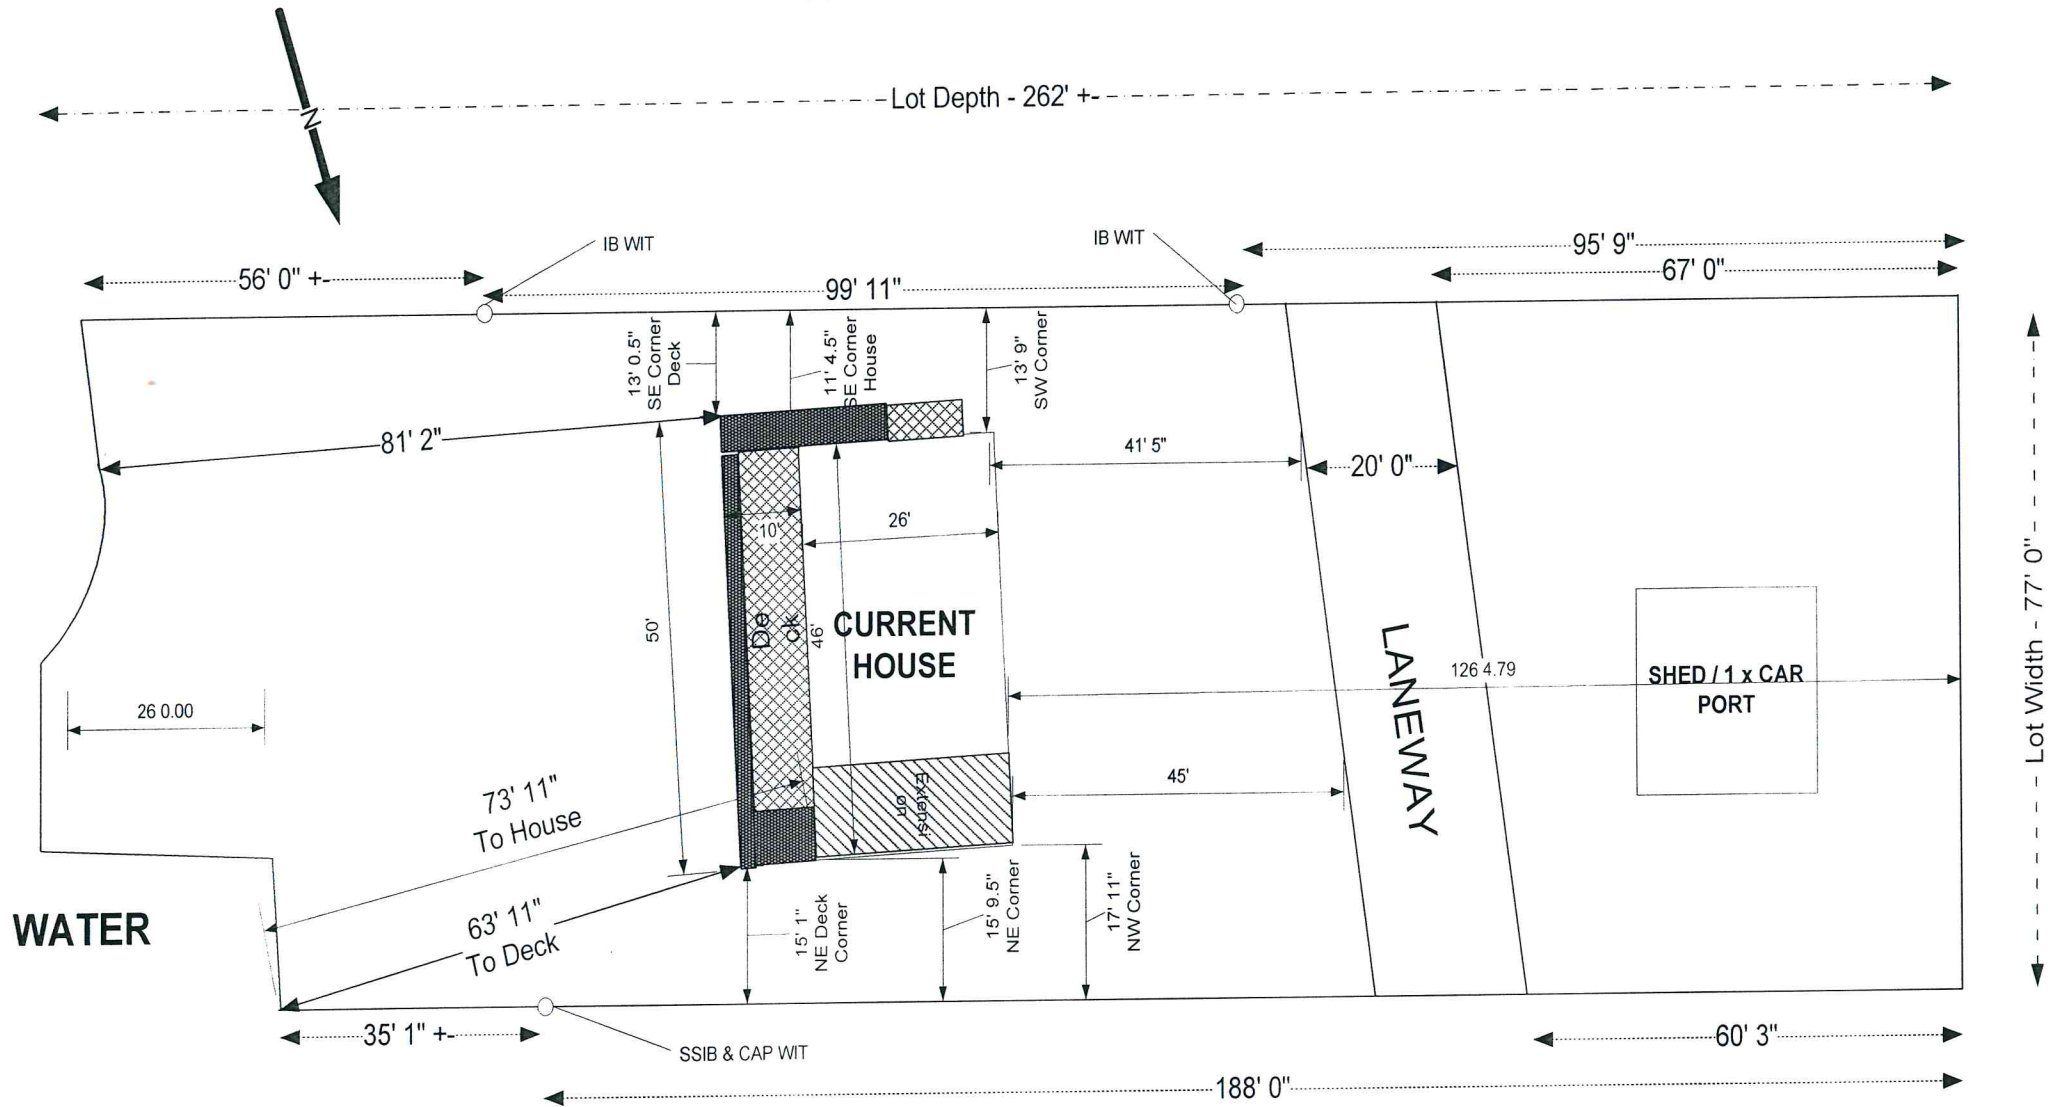 N
Lot Depth - 262' +-
IB WIT
IB WIT
95' 9"
56' 0" +-
67' 0"
99' 11"
13' 0.5"
SE Corner
Deck
11' 4.5"
SE Corner
House
13' 9"
SW Corner
81' 2"
41' 5"
20' 0"
10'
26'
50'
De
ck
46'
CURRENT
HOUSE
LANEWAY
126 4.79
SHED / 1 x CAR
PORT
Lot Width - 77' 0"
26 0.00
73' 11"
To House
Extensi
on
45'
WATER
63' 11"
To Deck
15' 1"
NE Deck
Corner
15' 9.5"
NE Corner
17' 11"
NW Corner
35' 1" +-
SSIB & CAP WIT
60' 3"
188' 0"